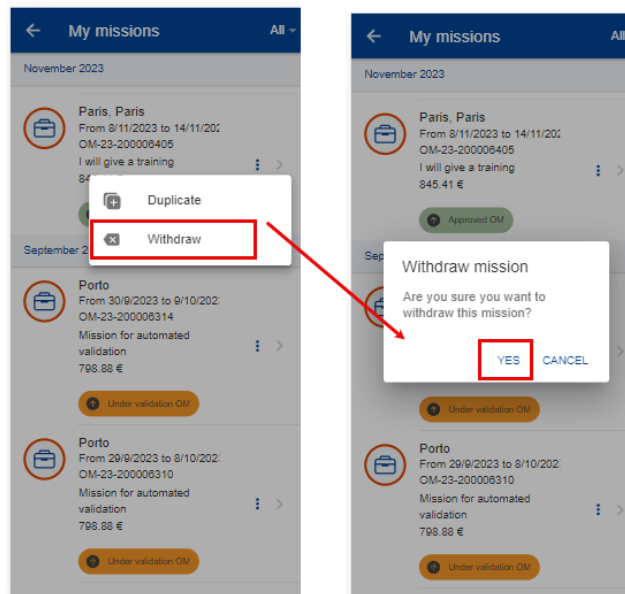 My missions
All
November 2023
Paris, Paris
From 8/11/2023 to 14/11/202
OM-23-200006405
I will give a training
Duplicate
Withdraw
Porto
From 30/9/2023 to 9/10/202
OM-23-200006314
Mission for automated
validation
798.88 €
Under validation OM
Porto
From 29/9/2023 to 8/10/202
OM-23-200006310
Mission for automated
validation
798.88 €
Under validation OM
My missions
All
November 2023
Paris, Paris
From 8/11/2023 to 14/11/202
OM-23-200006405
I will give a training
845.41 €
Approved OM
Withdraw mission
Are you sure you want to
withdraw this mission?
YES CANCEL
Under validation OM
Porto
From 29/9/2023 to 8/10/202
OM-23-200006310
Mission for automated
validation
798.88 €
Under validation OM